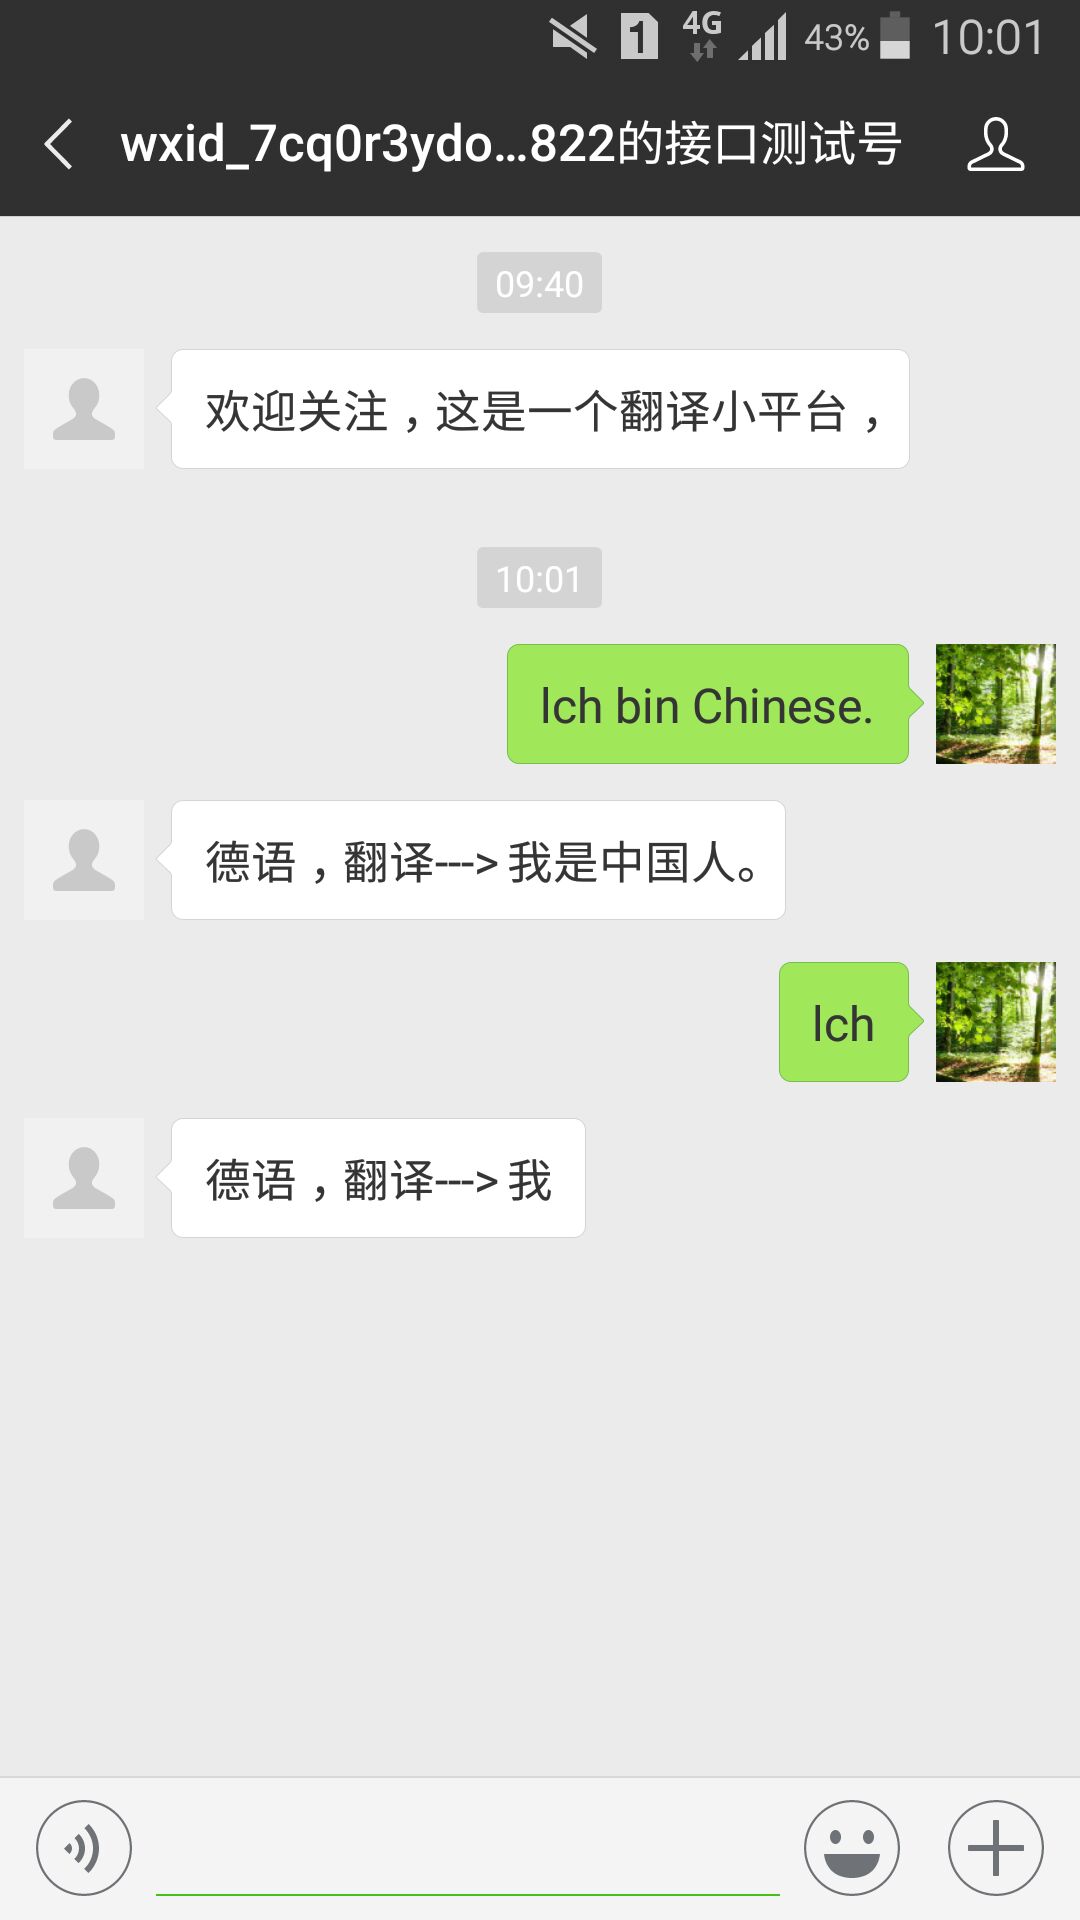 4G 43% 10:01
wxid_7cq0r3ydo...822的接口测试号
09:40
欢迎关注，这是一个翻译小平台，
10:01
Ich bin Chinese.
德语，翻译---> 我是中国人。
Ich
德语，翻译---> 我